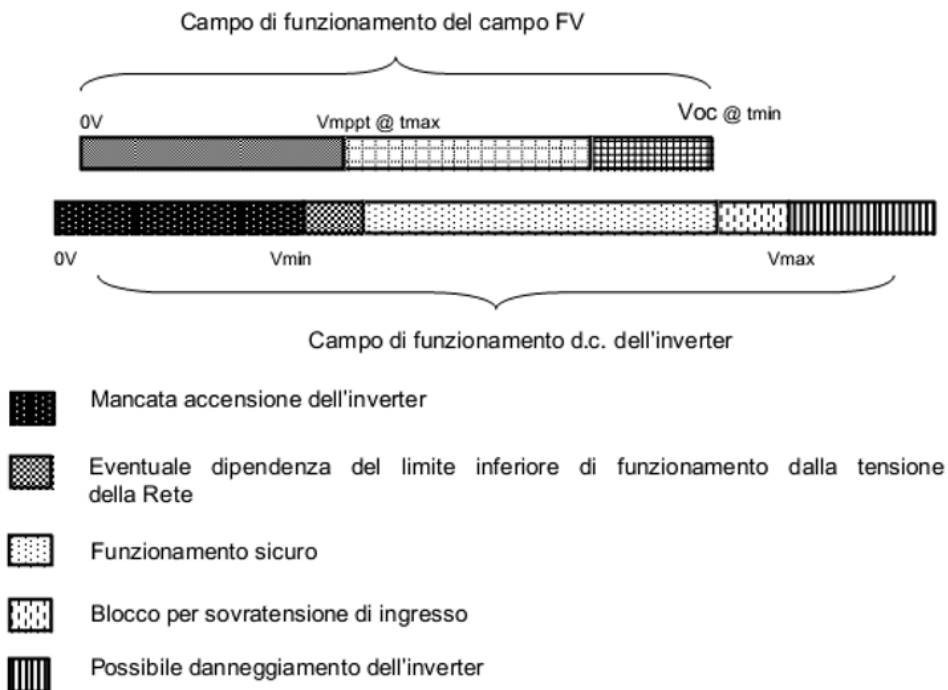 Campo di funzionamento del campo FV
0V Vmppt @ tmax Voc @ tmin
0V Vmin Vmax
Campo di funzionamento d.c. dell'inverter
Mancata accensione dell'inverter
Eventuale dipendenza del limite inferiore di funzionamento dalla tensione
della Rete
Funzionamento sicuro
Blocco per sovratensione di ingresso
Possibile danneggiamento dell'inverter